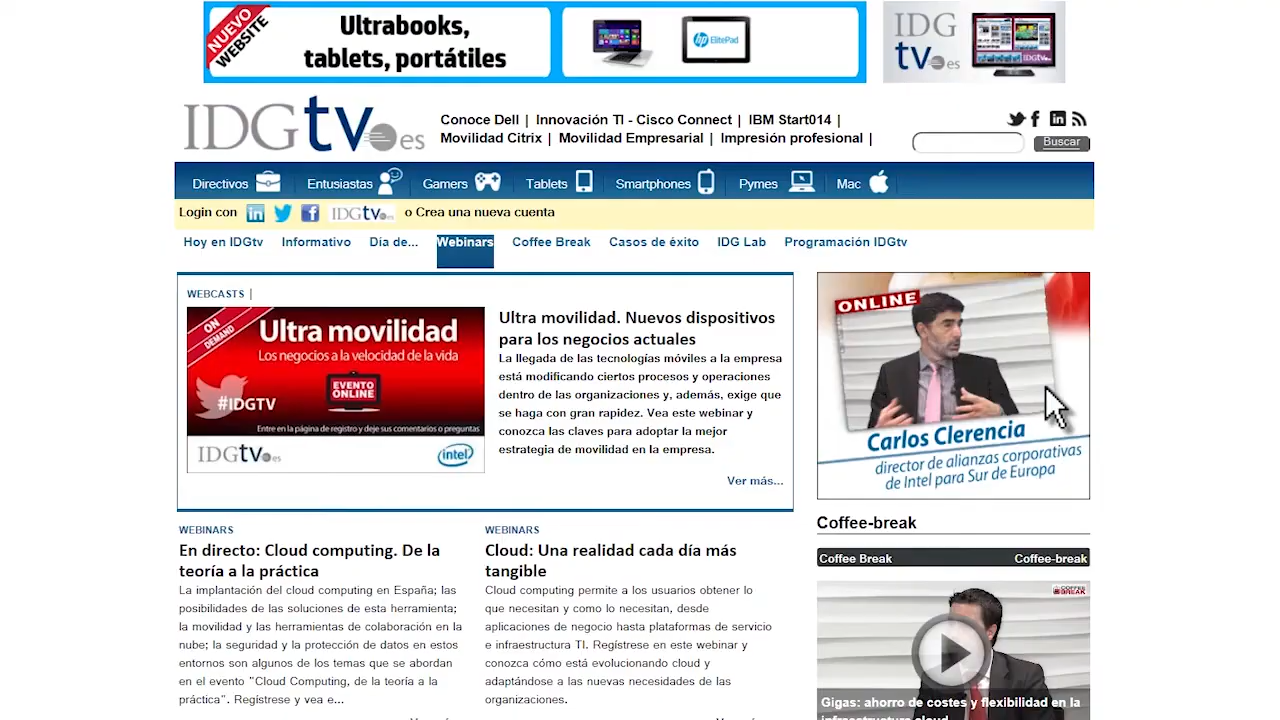 NUEVO
WEBSITE
Ultrabooks,
tablets, portátiles
hp ElitePad
IDG
tv.es
IDGtv.es
Conoce Dell | Innovación TI - Cisco Connect | IBM Start014 |
Movilidad Citrix | Movilidad Empresarial | Impresión profesional |
Buscar
Directivos Entusiastas Gamers Tablets Smartphones Pymes Mac
Login con IDGtv.es o Crea una nueva cuenta
Hoy en IDGtv Informativo Día de... Webinars Coffee Break Casos de éxito IDG Lab Programación IDGtv
WEBCASTS |
ON
DEMAND
Ultra movilidad
Los negocios a la velocidad de la vida
EVENTO
ONLINE
#IDGTV
Entre en la página de registro y deje sus comentarios o preguntas
IDGtv.es
intel
Ultra movilidad. Nuevos dispositivos
para los negocios actuales
La llegada de las tecnologías móviles a la empresa
está modificando ciertos procesos y operaciones
dentro de las organizaciones y, además, exige que
se haga con gran rapidez. Vea este webinar y
conozca las claves para adoptar la mejor
estrategia de movilidad en la empresa.
Ver más...
ONLINE
Carlos Clerencia
director de alianzas corporativas
de Intel para Sur de Europa
WEBINARS
En directo: Cloud computing. De la
teoría a la práctica
La implantación del cloud computing en España; las
posibilidades de las soluciones de esta herramienta;
la movilidad y las herramientas de colaboración en la
nube; la seguridad y la protección de datos en estos
entornos son algunos de los temas que se abordan
en el evento "Cloud Computing, de la teoría a la
práctica". Regístrese y vea e...
WEBINARS
Cloud: Una realidad cada día más
tangible
Cloud computing permite a los usuarios obtener lo
que necesitan y como lo necesitan, desde
aplicaciones de negocio hasta plataformas de servicio
e infraestructura TI. Regístrese en este webinar y
conozca cómo está evolucionando cloud y
adaptándose a las nuevas necesidades de las
organizaciones.
Coffee-break
Coffee Break Coffee-break
COFFEE
BREAK
Gigas: ahorro de costes y flexibilidad en la
infraestructura cloud